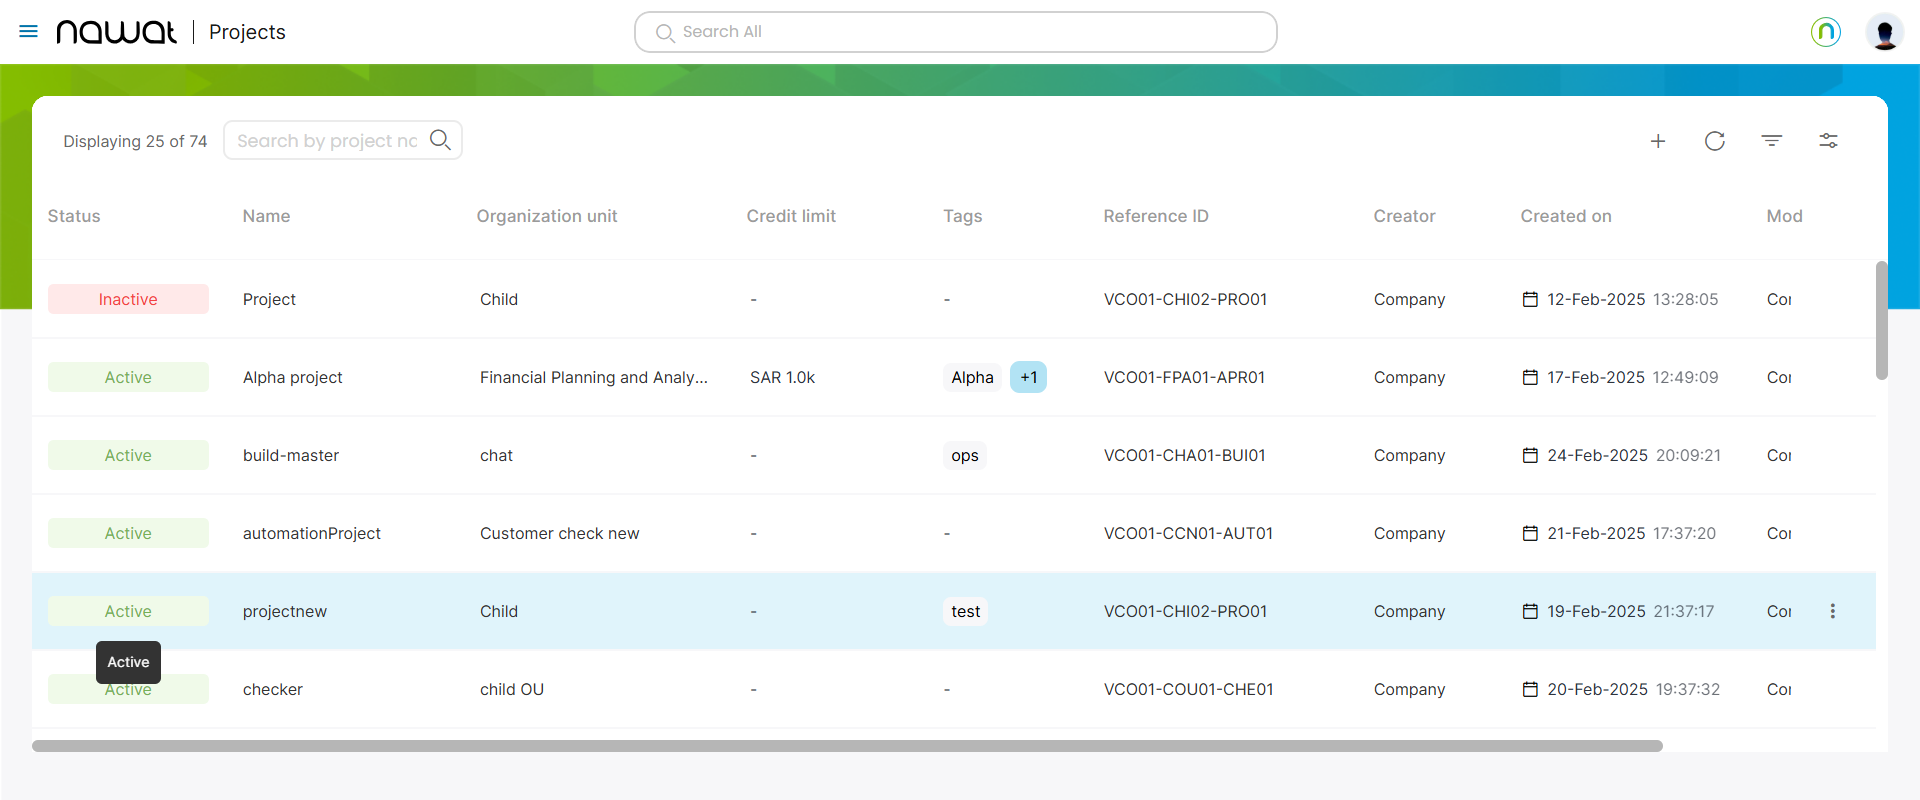 nawat | Projects
Search All
Displaying 25 of 74
Search by project nc
Status Name Organization unit Credit limit Tags Reference ID Creator Created on Mod
Inactive Project Child - - VCO01-CHI02-PRO01 Company 12-Feb-2025 13:28:05 Cor
Active Alpha project Financial Planning and Analy... SAR 1.0k Alpha +1 VCO01-FPA01-APR01 Company 17-Feb-2025 12:49:09 Cor
Active build-master chat - ops VCO01-CHA01-BUI01 Company 24-Feb-2025 20:09:21 Cor
Active automationProject Customer check new - - VCO01-CCN01-AUT01 Company 21-Feb-2025 17:37:20 Cor
Active projectnew Child - test VCO01-CHI02-PRO01 Company 19-Feb-2025 21:37:17 Cor
Active
Active checker child OU - - VCO01-COU01-CHE01 Company 20-Feb-2025 19:37:32 Cor